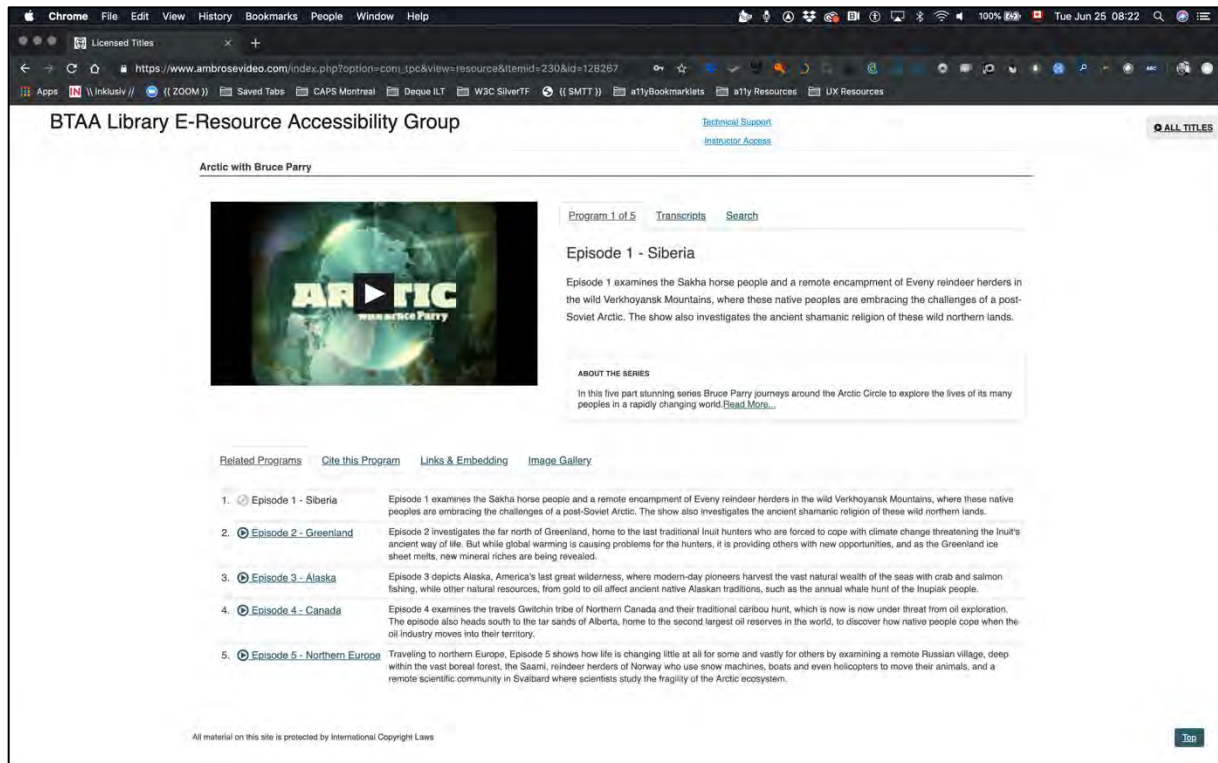 Chrome File Edit View History Bookmarks People Window Help 100% Tue Jun 25 08:22
Licensed Titles
https://www.ambrosevideo.com/index.php?option=com_tpc&view=resource&Itemid=230&id=128267
Apps \\ Inklusiv // {{ ZOOM }} Saved Tabs CAPS Montreal Deque ILT W3C SilverTF {{ SMTT }} a11yBookmarklets a11y Resources UX Resources
BTAA Library E-Resource Accessibility Group
Technical Support
Instructor Access
ALL TITLES
Arctic with Bruce Parry
with Bruce Parry
Program 1 of 5 Transcripts Search
Episode 1 - Siberia
Episode 1 examines the Sakha horse people and a remote encampment of Eveny reindeer herders in
the wild Verkhoyansk Mountains, where these native peoples are embracing the challenges of a post-
Soviet Arctic. The show also investigates the ancient shamanic religion of these wild northern lands.
ABOUT THE SERIES
In this five part stunning series Bruce Parry journeys around the Arctic Circle to explore the lives of its many
peoples in a rapidly changing world.Read More...
Related Programs Cite this Program Links & Embedding Image Gallery
1. Episode 1 - Siberia Episode 1 examines the Sakha horse people and a remote encampment of Eveny reindeer herders in the wild Verkhoyansk Mountains, where these native
peoples are embracing the challenges of a post-Soviet Arctic. The show also investigates the ancient shamanic religion of these wild northern lands.
2. Episode 2 - Greenland Episode 2 investigates the far north of Greenland, home to the last traditional Inuit hunters who are forced to cope with climate change threatening the Inuit's
ancient way of life. But while global warming is causing problems for the hunters, it is providing others with new opportunities, and as the Greenland ice
sheet melts, new mineral riches are being revealed.
3. Episode 3 - Alaska Episode 3 depicts Alaska, America's last great wilderness, where modern-day pioneers harvest the vast natural wealth of the seas with crab and salmon
fishing, while other natural resources, from gold to oil affect ancient native Alaskan traditions, such as the annual whale hunt of the Inupiak people.
4. Episode 4 - Canada Episode 4 examines the travels Gwitchin tribe of Northern Canada and their traditional caribou hunt, which is now is now under threat from oil exploration.
The episode also heads south to the tar sands of Alberta, home to the second largest oil reserves in the world, to discover how native people cope when the
oil industry moves into their territory.
5. Episode 5 - Northern Europe Traveling to northern Europe, Episode 5 shows how life is changing little at all for some and vastly for others by examining a remote Russian village, deep
within the vast boreal forest, the Saami, reindeer herders of Norway who use snow machines, boats and even helicopters to move their animals, and a
remote scientific community in Svalbard where scientists study the fragility of the Arctic ecosystem.
All material on this site is protected by International Copyright Laws
Top